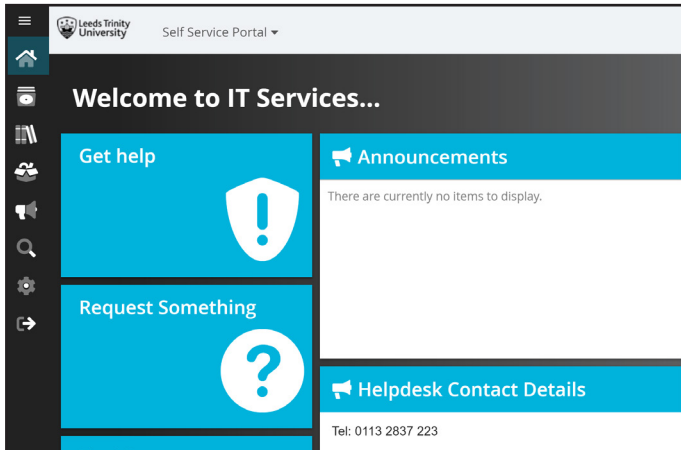 Leeds Trinity
University
Self Service Portal
Welcome to IT Services...
Get help
Announcements
There are currently no items to display.
Request Something
Helpdesk Contact Details
Tel: 0113 2837 223